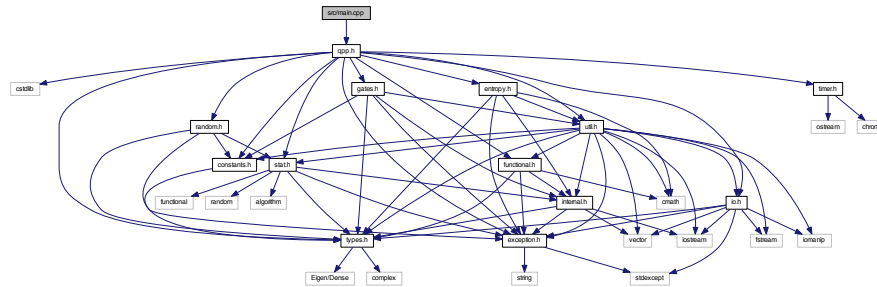 src/main.cpp
qpp.h
cstdlib
gates.h
entropy.h
timer.h
random.h
util.h
ostream
chrono
constants.h
stat.h
functional.h
functional
random
algorithm
internal.h
cmath
io.h
types.h
exception.h
vector
iostream
fstream
iomanip
Eigen/Dense
complex
string
stdexcept